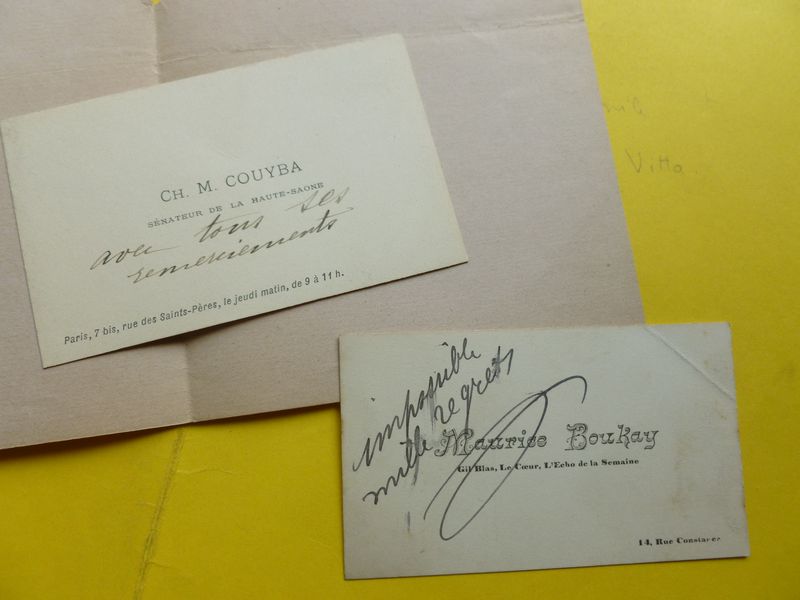 CH. M. COUYBA
SÉNATEUR DE LA HAUTE-SAONE
avec tous ses
remerciements
Paris, 7 bis, rue des Saints-Pères, le jeudi matin, de 9 à 11 h.
Vitta
impossible
mille regrets
Maurice Boukay
Gil Blas, Le Cœur, L'Echo de la Semaine
14, Rue